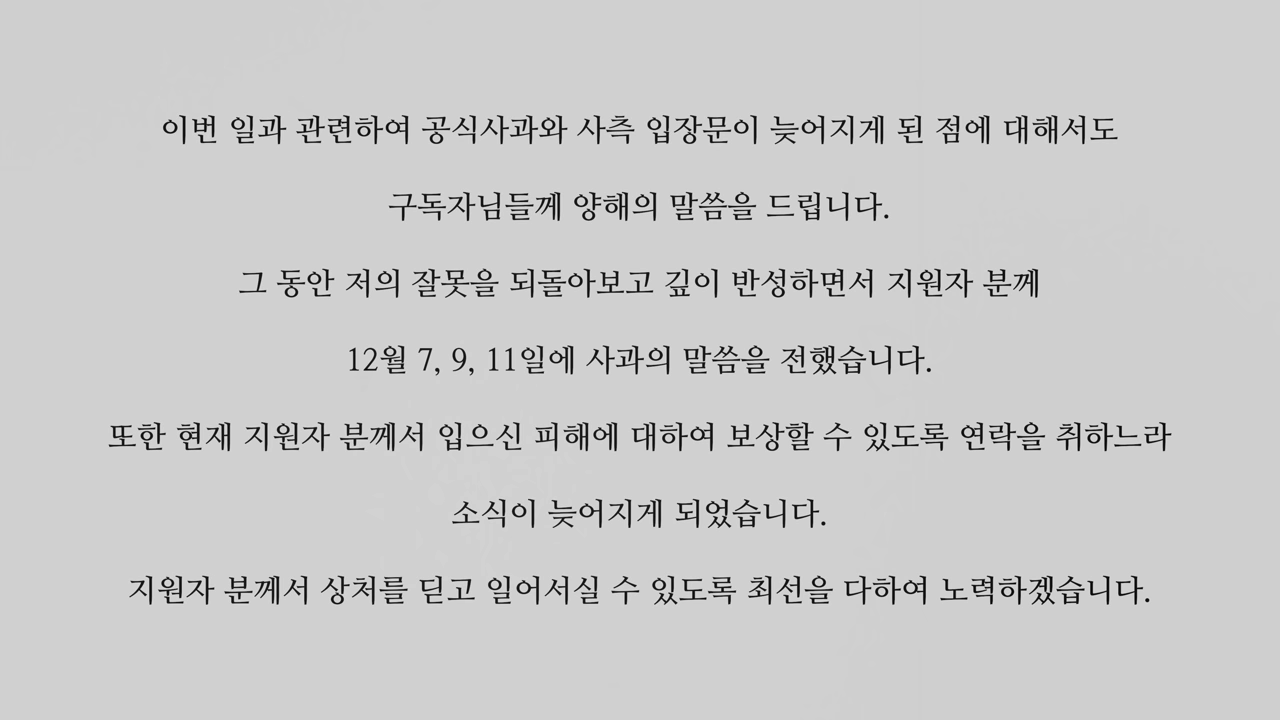 이번 일과 관련하여 공식사과와 사측 입장문이 늦어지게 된 점에 대해서도
구독자님들께 양해의 말씀을 드립니다.
그 동안 저의 잘못을 되돌아보고 깊이 반성하면서 지원자 분께
12월 7, 9, 11일에 사과의 말씀을 전했습니다.
또한 현재 지원자 분께서 입으신 피해에 대하여 보상할 수 있도록 연락을 취하느라
소식이 늦어지게 되었습니다.
지원자 분께서 상처를 딛고 일어서실 수 있도록 최선을 다하여 노력하겠습니다.